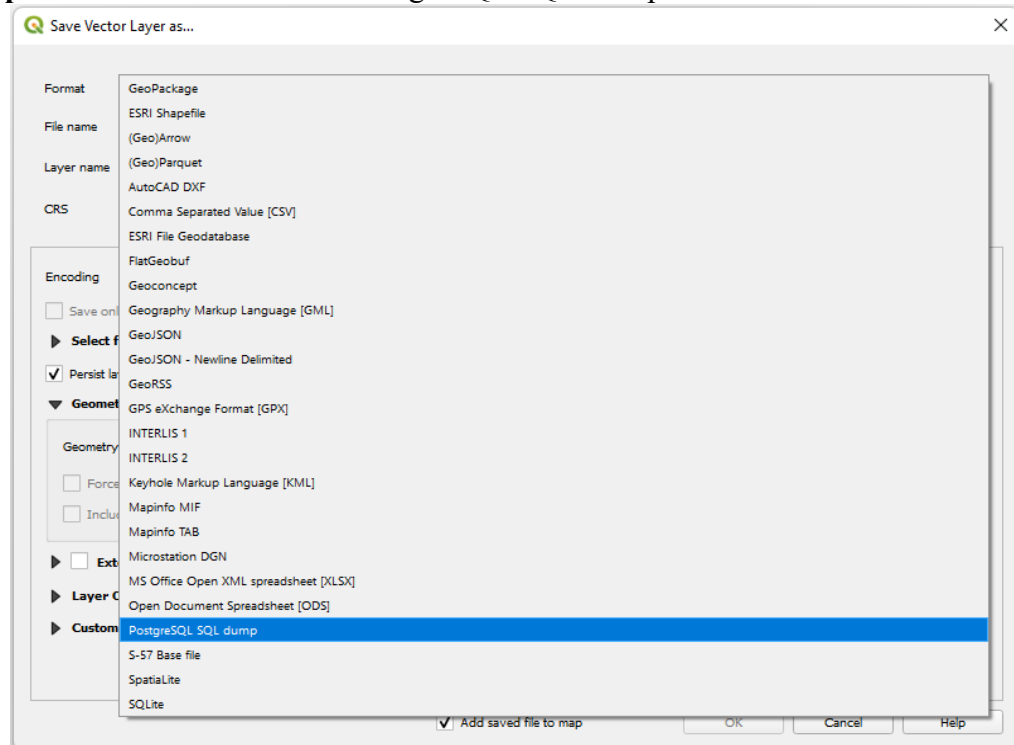 Save Vector Layer as...
Format
GeoPackage
ESRI Shapefile
File name
(Geo)Arrow
Layer name
(Geo)Parquet
AutoCAD DXF
CRS
Comma Separated Value [CSV]
ESRI File Geodatabase
FlatGeobuf
Encoding
Geoconcept
Save onl
Geography Markup Language [GML]
Select f
GeoJSON
GeoJSON - Newline Delimited
Persist la
GeoRSS
Geomet
GPS eXchange Format [GPX]
INTERLIS 1
Geometry
INTERLIS 2
Force
Keyhole Markup Language [KML]
Includ
Mapinfo MIF
Mapinfo TAB
Ext
Microstation DGN
MS Office Open XML spreadsheet [XLSX]
Layer O
Open Document Spreadsheet [ODS]
Custom
PostgreSQL SQL dump
S-57 Base file
SpatiaLite
SQLite
Add saved file to map
OK
Cancel
Help